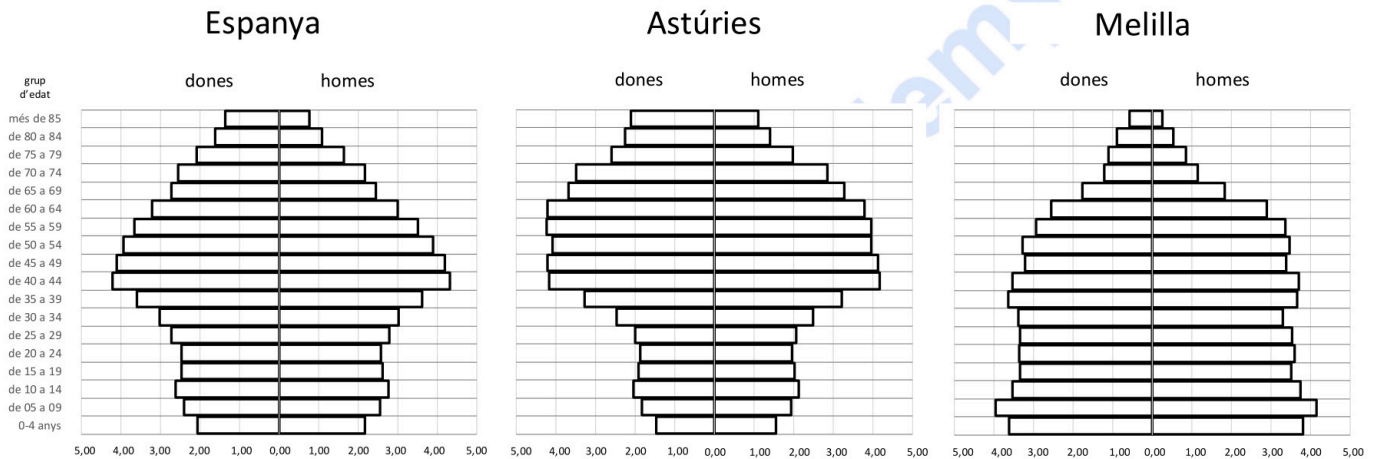 Espanya Astúries Melilla
grup
d'edat
dones homes dones homes dones homes
més de 85
de 80 a 84
de 75 a 79
de 70 a 74
de 65 a 69
de 60 a 64
de 55 a 59
de 50 a 54
de 45 a 49
de 40 a 44
de 35 a 39
de 30 a 34
de 25 a 29
de 20 a 24
de 15 a 19
de 10 a 14
de 05 a 09
0-4 anys
5,00 4,00 3,00 2,00 1,00 0,00 1,00 2,00 3,00 4,00 5,00 5,00 4,00 3,00 2,00 1,00 0,00 1,00 2,00 3,00 4,00 5,00 5,00 4,00 3,00 2,00 1,00 0,00 1,00 2,00 3,00 4,00 5,00